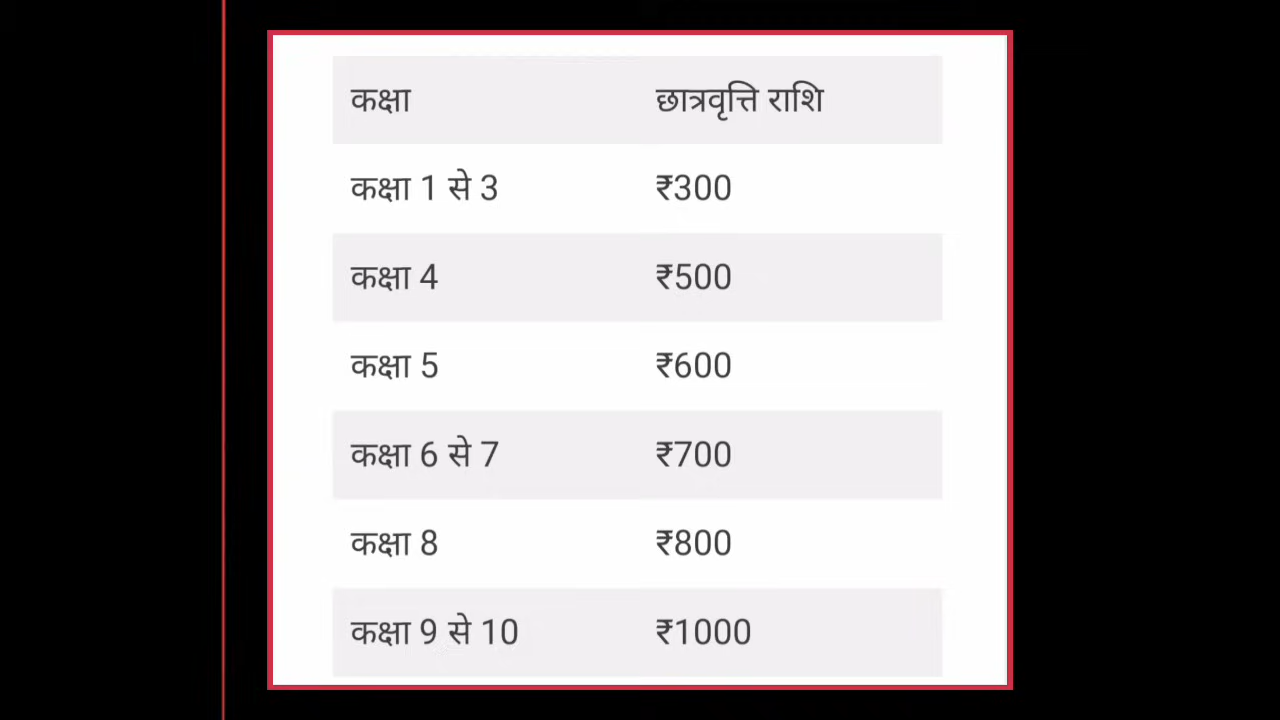 कक्षा छात्रवृत्ति राशि
कक्षा 1 से 3 ₹300
कक्षा 4 ₹500
कक्षा 5 ₹600
कक्षा 6 से 7 ₹700
कक्षा 8 ₹800
कक्षा 9 से 10 ₹1000